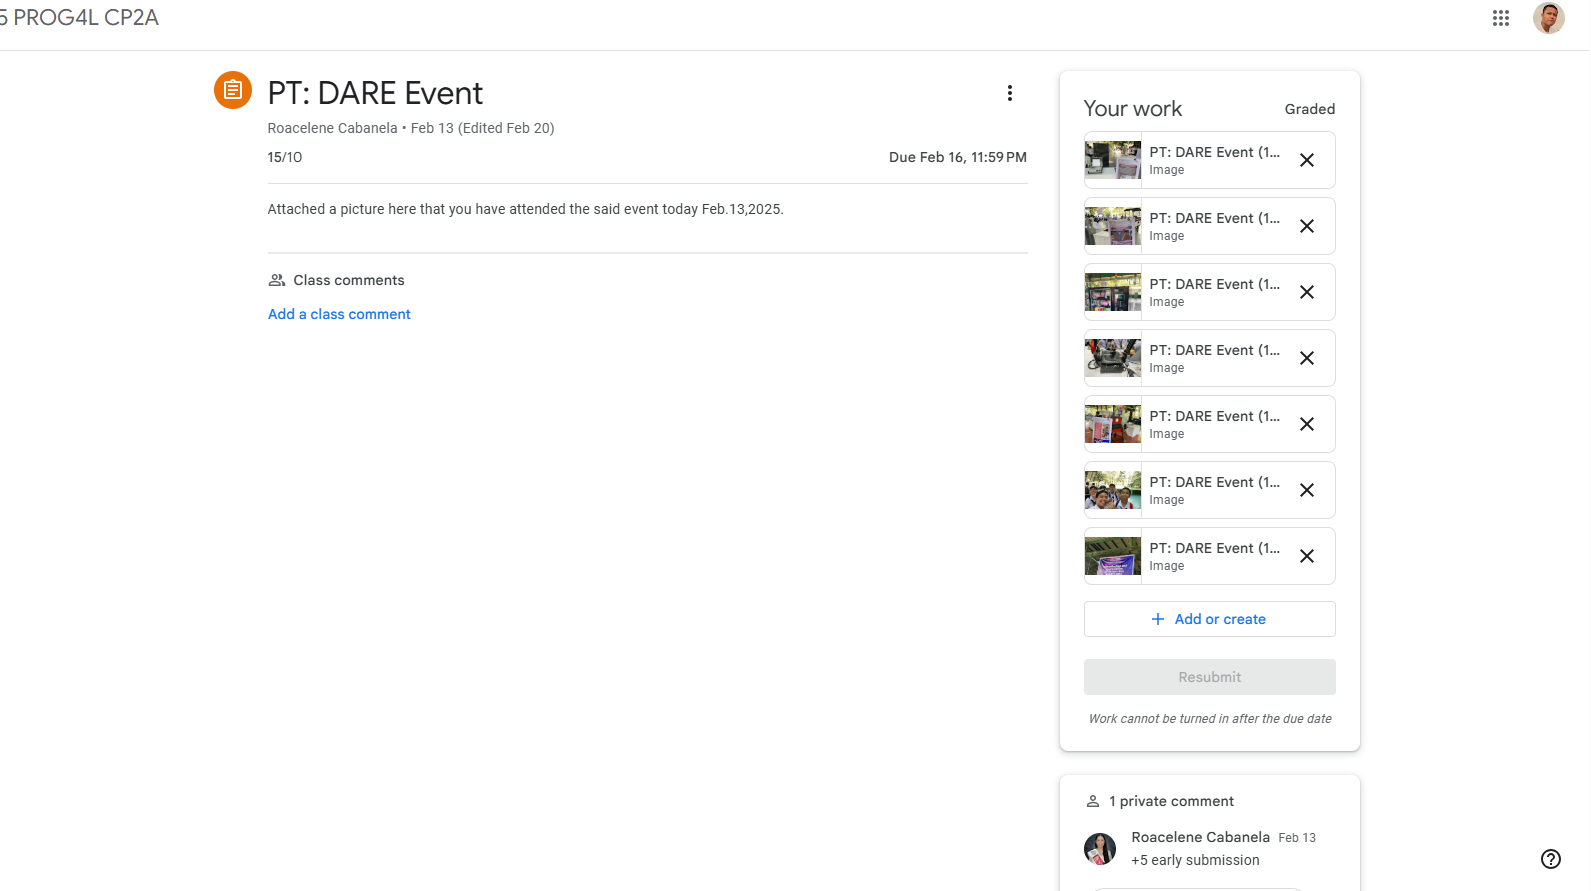 5 PROG4L CP2A
PT: DARE Event
Roacelene Cabanela • Feb 13 (Edited Feb 20)
15/10
Due Feb 16, 11:59 PM
Attached a picture here that you have attended the said event today Feb.13,2025.
Class comments
Add a class comment
Your work
Graded
PT: DARE Event (1...
Image
PT: DARE Event (1...
Image
PT: DARE Event (1...
Image
PT: DARE Event (1...
Image
PT: DARE Event (1...
Image
PT: DARE Event (1...
Image
PT: DARE Event (1...
Image
+ Add or create
Resubmit
Work cannot be turned in after the due date
1 private comment
Roacelene Cabanela Feb 13
+5 early submission